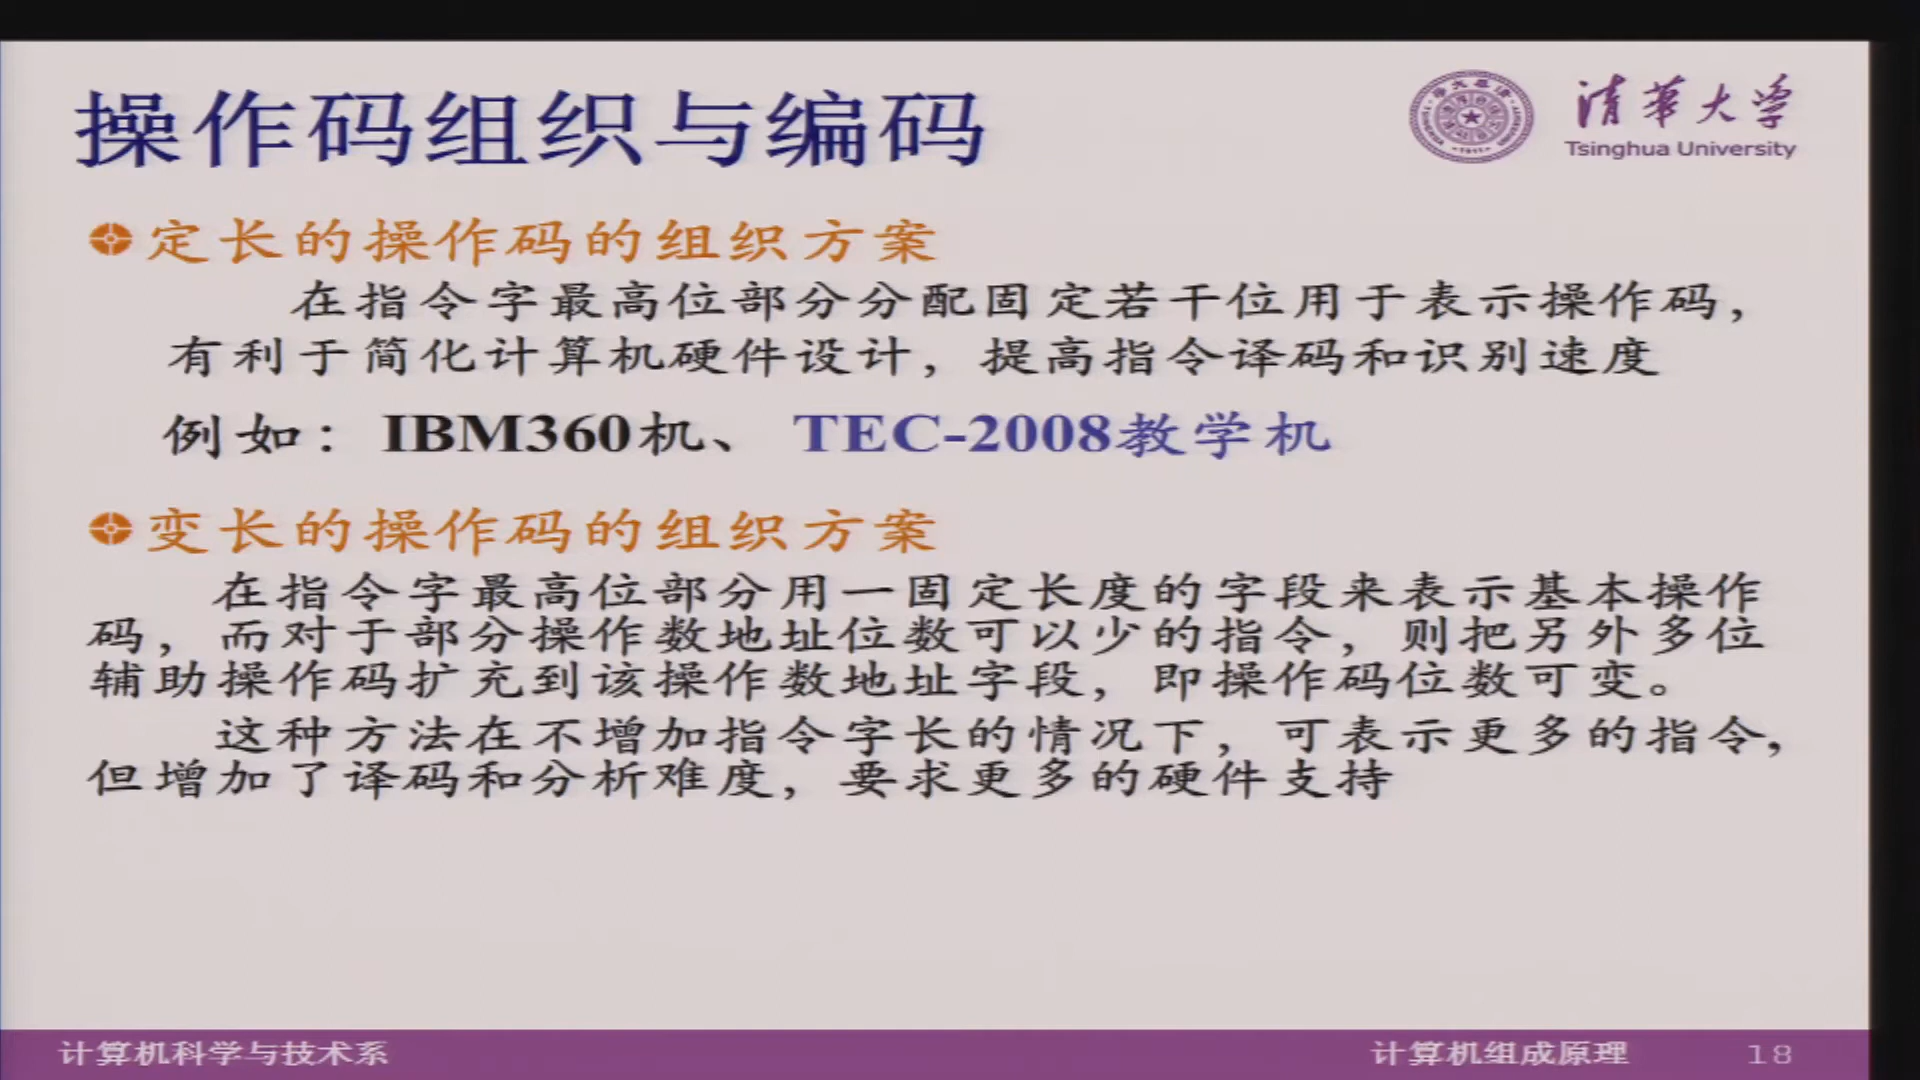 操作码组织与编码
清华大学
Tsinghua University
定长的操作码的组织方案
在指令字最高位部分分配固定若干位用于表示操作码，
有利于简化计算机硬件设计，提高指令译码和识别速度
例如：IBM360机、TEC-2008教学机
变长的操作码的组织方案
在指令字最高位部分用一固定长度的字段来表示基本操作
码，而对于部分操作数地址位数可以少的指令，则把另外多位
辅助操作码扩充到该操作数地址字段，即操作码位数可变。
这种方法在不增加指令字长的情况下，可表示更多的指令，
但增加了译码和分析难度，要求更多的硬件支持
计算机科学与技术系
计算机组成原理
18